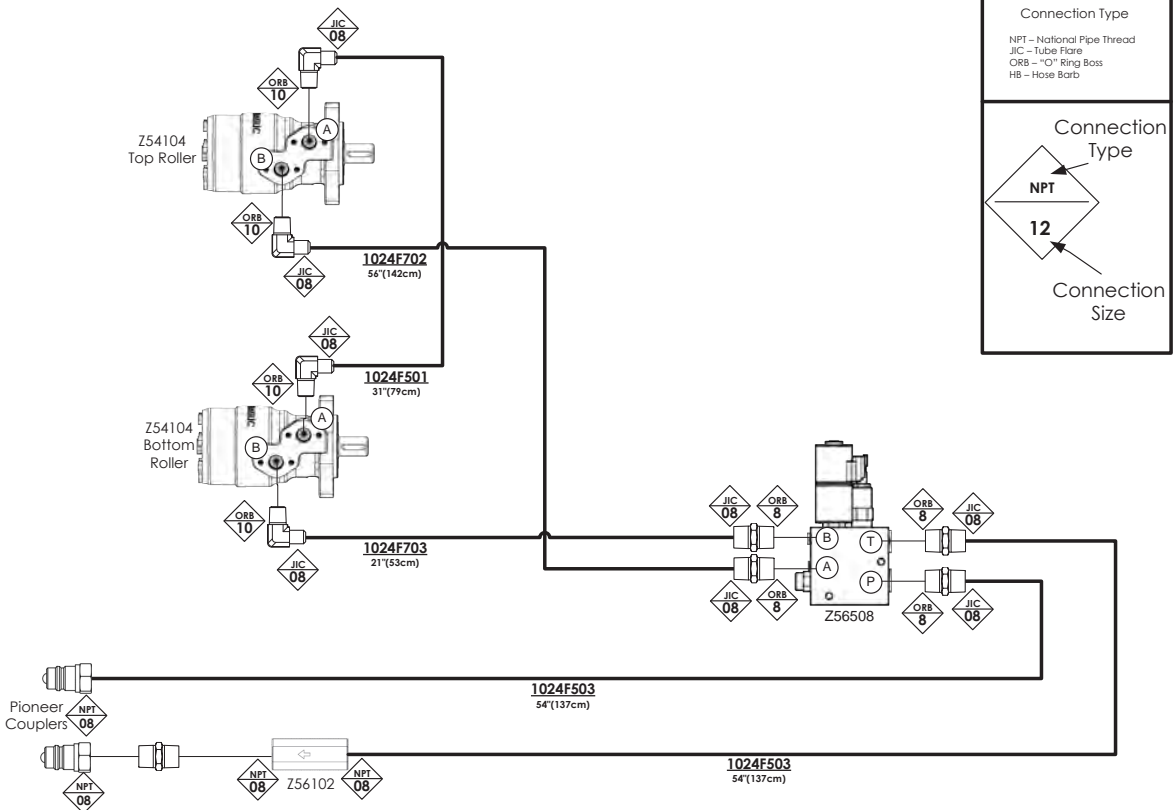 Connection Type
NPT – National Pipe Thread
JIC – Tube Flare
ORB – "O" Ring Boss
HB – Hose Barb
Connection
Type
NPT
12
Connection
Size
JIC
08
ORB
10
A
B
Z54104
Top Roller
ORB
10
JIC
08
1024F702
56"(142cm)
JIC
08
ORB
10
1024F501
31"(79cm)
A
B
Z54104
Bottom
Roller
ORB
10
JIC
08
1024F703
21"(53cm)
JIC
08
ORB
8
B
T
A
P
ORB
8
JIC
08
JIC
08
ORB
8
Z56508
ORB
8
JIC
08
1024F503
54"(137cm)
Pioneer
Couplers
NPT
08
NPT
08
NPT
08
Z56102
NPT
08
1024F503
54"(137cm)